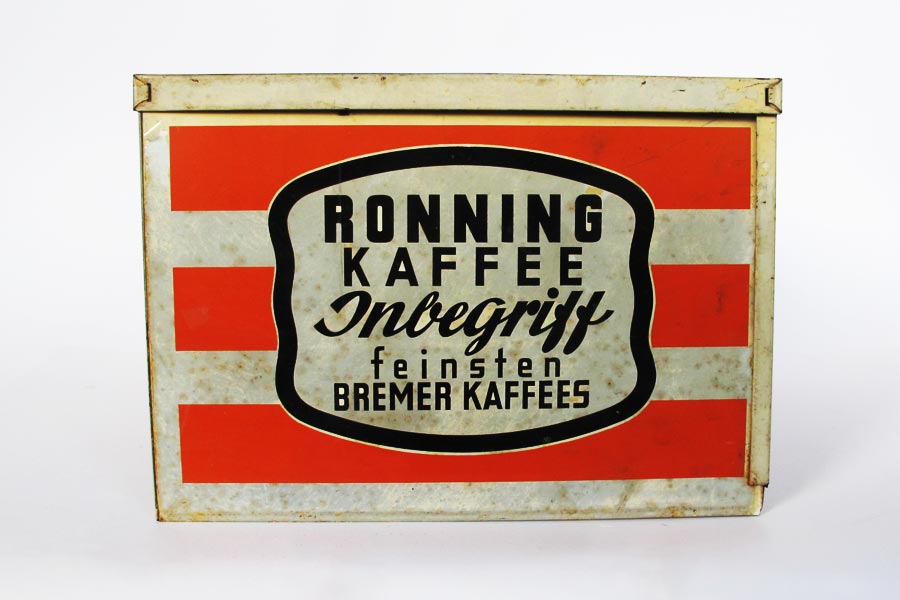 RONNING
KAFFEE
Inbegriff
feinsten
BREMER KAFFEES